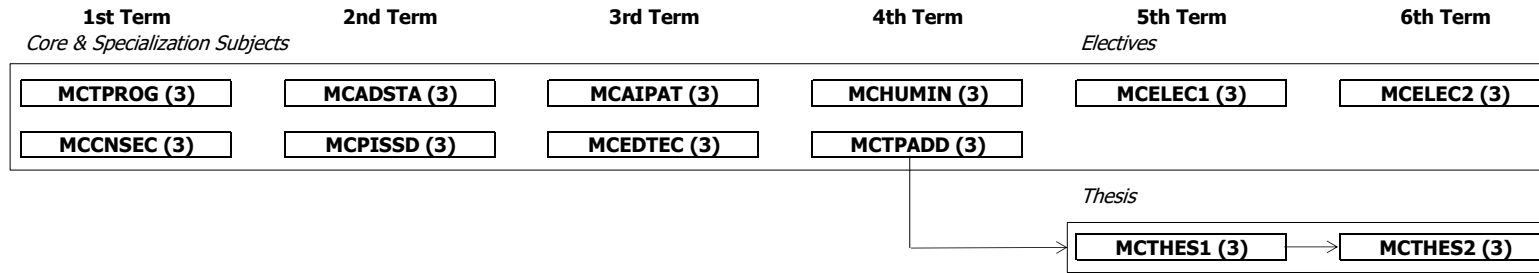 1st Term 2nd Term 3rd Term 4th Term 5th Term 6th Term
Core & Specialization Subjects Electives
MCTPROG (3) MCADSTA (3) MCAIPAT (3) MCHUMIN (3) MCELEC1 (3) MCELEC2 (3)
MCCNSEC (3) MCPISSD (3) MCEDTEC (3) MCTPADD (3)
Thesis
MCTHES1 (3) MCTHES2 (3)